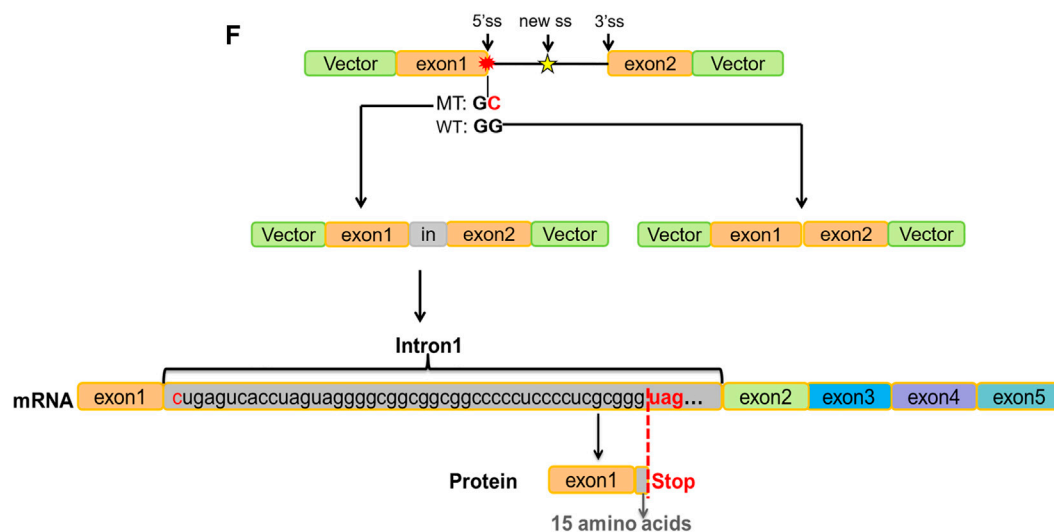 F
5'ss new ss 3'ss
Vector exon1 exon2 Vector
MT: GC
WT: GG
Vector exon1 in exon2 Vector Vector exon1 exon2 Vector
Intron1
mRNA exon1 cugagucaccuaguaggggcggcggcggcccccuccccucgcggguag... exon2 exon3 exon4 exon5
Protein exon1 Stop
15 amino acids